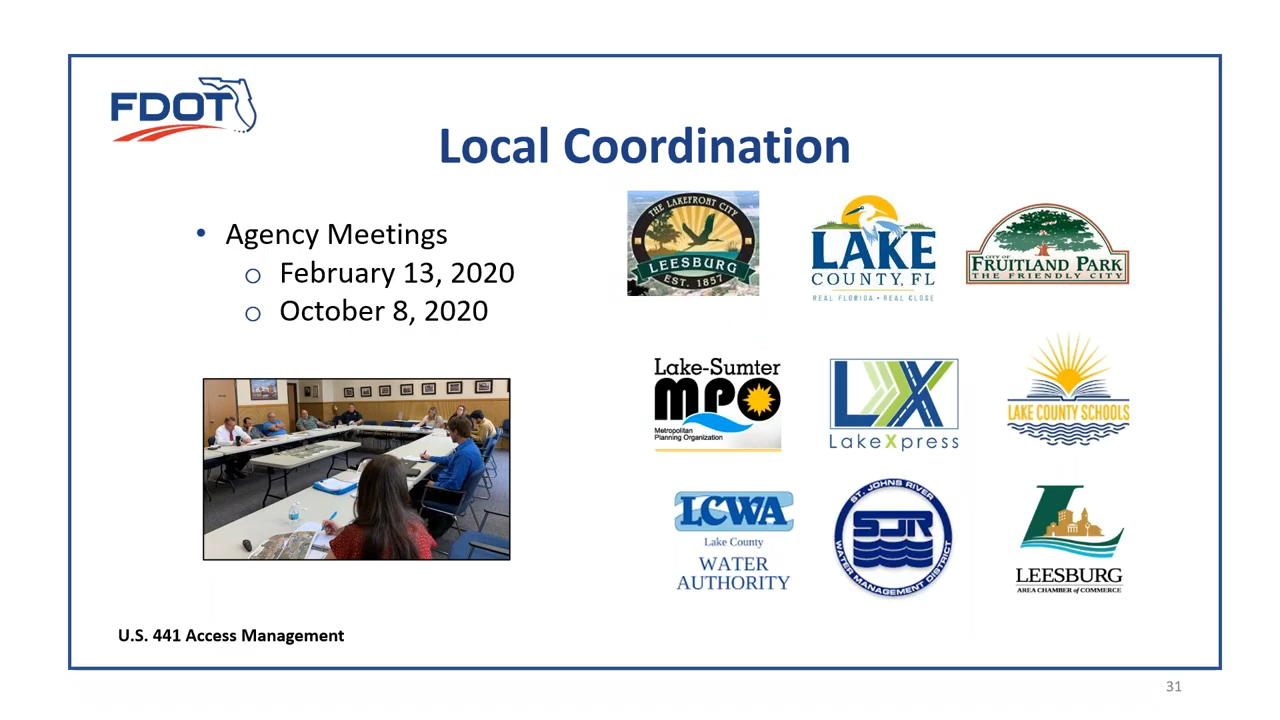 FDOT
Local Coordination
• Agency Meetings
o February 13, 2020
o October 8, 2020
THE LAKEFRONT CITY
LEESBURG
EST. 1857
LAKE
COUNTY, FL
REAL FLORIDA • REAL CLOSE
CITY OF
FRUITLAND PARK
THE FRIENDLY CITY
Lake-Sumter
MPO
Metropolitan
Planning Organization
LX
LakeXpress
LAKE COUNTY SCHOOLS
LCWA
Lake County
WATER
AUTHORITY
ST. JOHNS RIVER
SJR
WATER MANAGEMENT DISTRICT
L
LEESBURG
AREA CHAMBER of COMMERCE
U.S. 441 Access Management
31